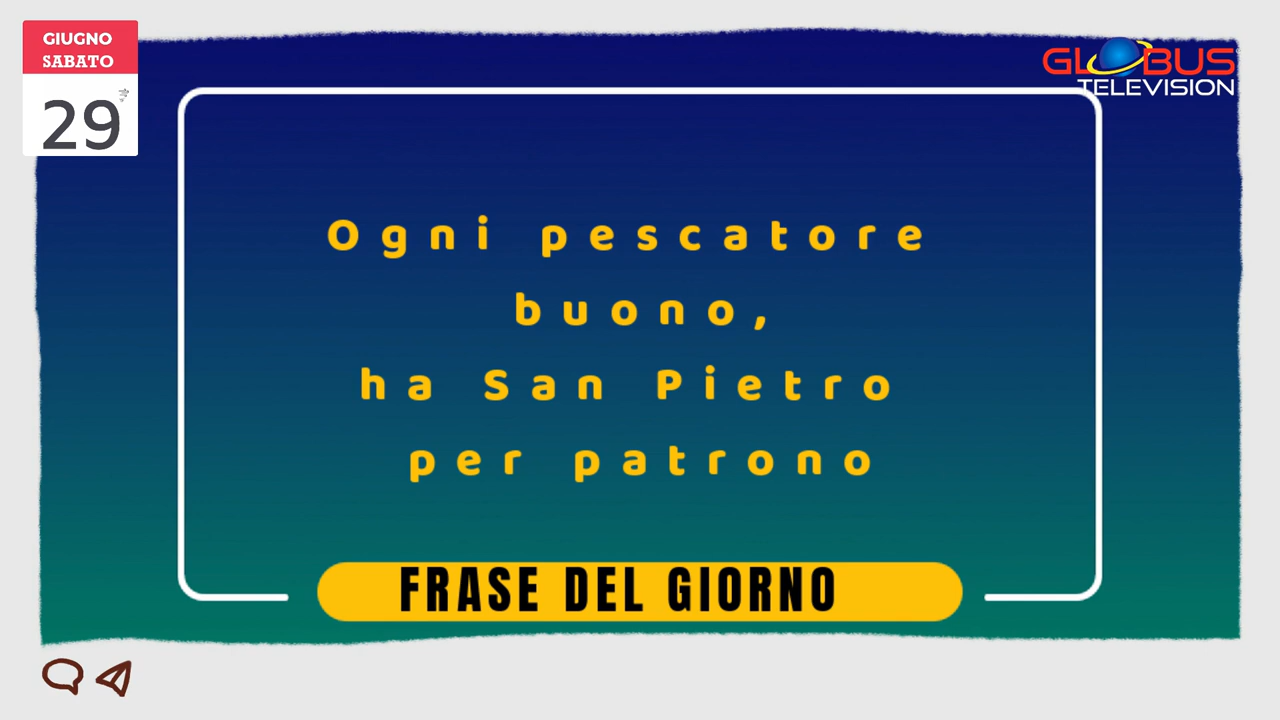 GIUGNO
SABATO
29
GLOBUS
TELEVISION
Ogni pescatore
buono,
ha San Pietro
per patrono
FRASE DEL GIORNO